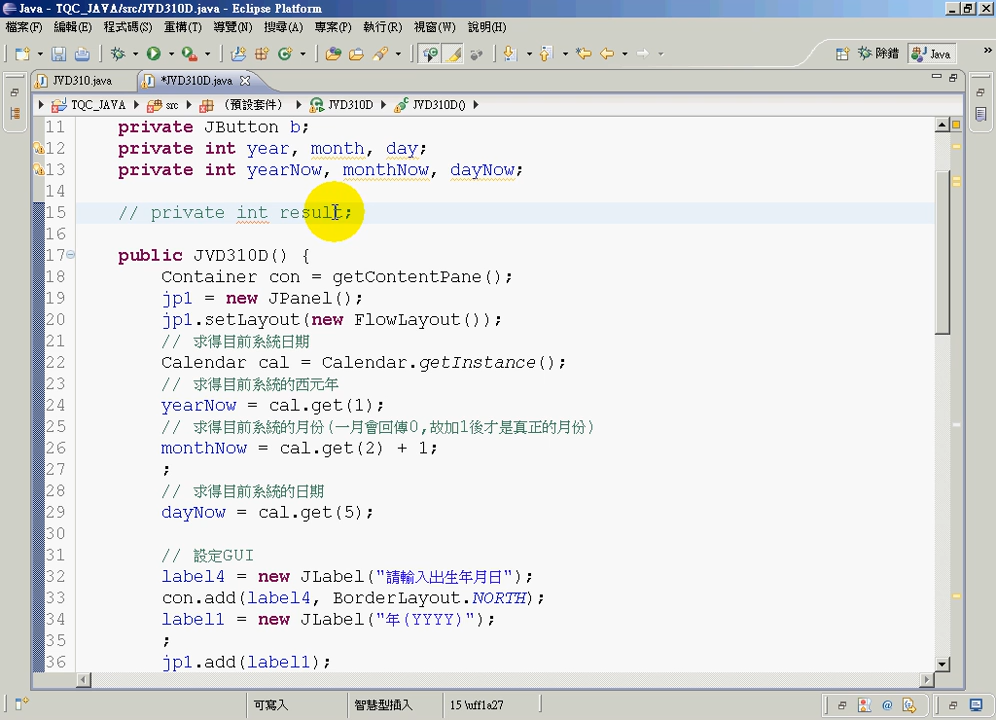 Java - TQC_JAVA/src/JVD310D.java - Eclipse Platform
檔案(F) 編輯(E) 程式碼(S) 重構(T) 導覽(N) 搜尋(A) 專案(P) 執行(R) 視窗(W) 說明(H)
除錯 Java »
JVD310.java *JVD310D.java
TQC_JAVA src (預設套件) JVD310D JVD310D()
11 private JButton b;
12 private int year, month, day;
13 private int yearNow, monthNow, dayNow;
14
15 // private int result;
16
17 public JVD310D() {
18 Container con = getContentPane();
19 jp1 = new JPanel();
20 jp1.setLayout(new FlowLayout());
21 // 求得目前系統日期
22 Calendar cal = Calendar.getInstance();
23 // 求得目前系統的西元年
24 yearNow = cal.get(1);
25 // 求得目前系統的月份(一月會回傳0,故加1後才是真正的月份)
26 monthNow = cal.get(2) + 1;
27 ;
28 // 求得目前系統的日期
29 dayNow = cal.get(5);
30
31 // 設定GUI
32 label4 = new JLabel("請輸入出生年月日");
33 con.add(label4, BorderLayout.NORTH);
34 label1 = new JLabel("年(YYYY)");
35 ;
36 jp1.add(label1);
可寫入 智慧型插入 15 \uff1a27